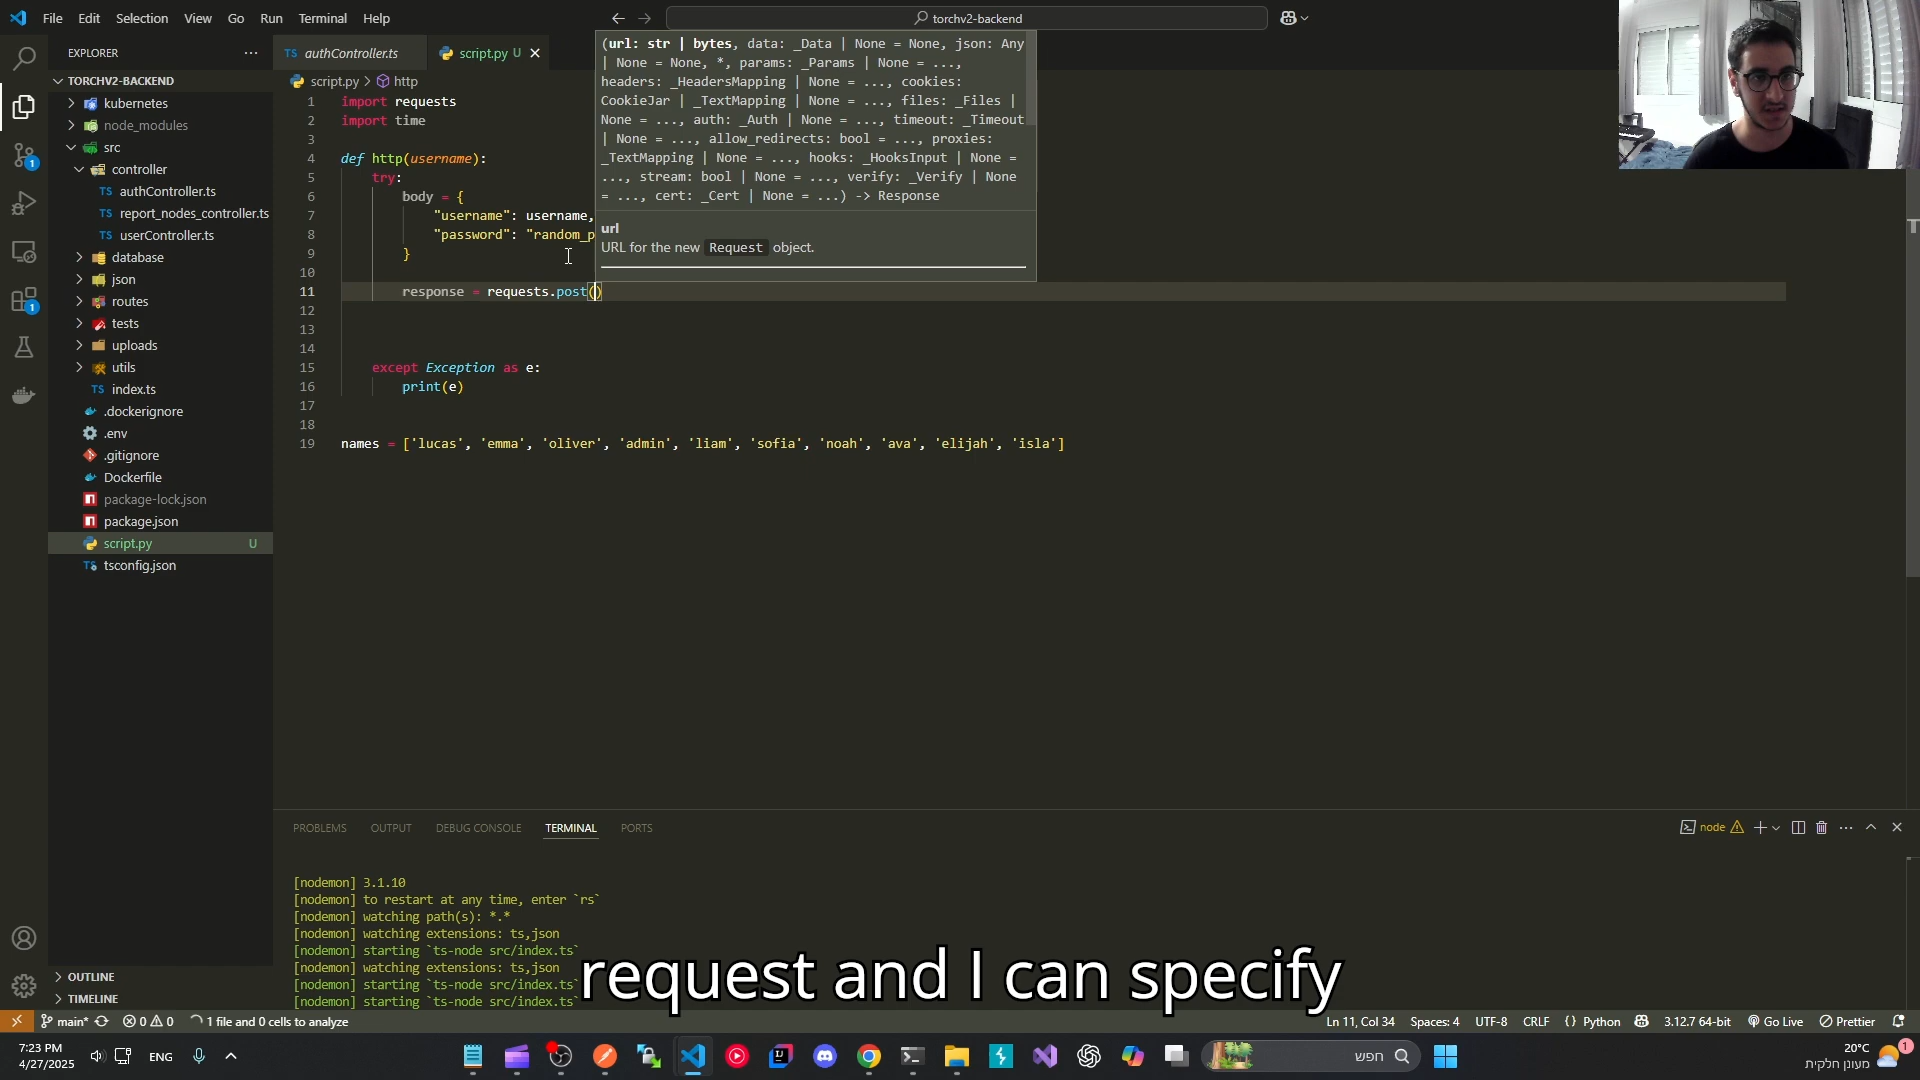 File Edit Selection View Go Run Terminal Help
torchv2-backend
EXPLORER
authController.ts
script.py U
TORCHV2-BACKEND
kubernetes
node_modules
src
controller
authController.ts
report_nodes_controller.ts
userController.ts
database
json
routes
tests
uploads
utils
index.ts
.dockerignore
.env
.gitignore
Dockerfile
package-lock.json
package.json
script.py U
tsconfig.json
OUTLINE
TIMELINE
script.py > http
1 import requests
2 import time
3
4 def http(username):
5 try:
6 body = {
7 "username": username,
8 "password": "random_p
9 }
10
11 response = requests.post()
12
13
14
15 except Exception as e:
16 print(e)
17
18
19 names = ['lucas', 'emma', 'oliver', 'admin', 'liam', 'sofia', 'noah', 'ava', 'elijah', 'isla']
(url: str | bytes, data: _Data | None = None, json: Any
| None = None, *, params: _Params | None = ...,
headers: _HeadersMapping | None = ..., cookies:
CookieJar | _TextMapping | None = ..., files: _Files |
None = ..., auth: _Auth | None = ..., timeout: _Timeout
| None = ..., allow_redirects: bool = ..., proxies:
_TextMapping | None = ..., hooks: _HooksInput | None =
..., stream: bool | None = ..., verify: _Verify | None
= ..., cert: _Cert | None = ...) -> Response
url
URL for the new Request object.
PROBLEMS OUTPUT DEBUG CONSOLE TERMINAL PORTS
node
[nodemon] 3.1.10
[nodemon] to restart at any time, enter `rs`
[nodemon] watching path(s): *.*
[nodemon] watching extensions: ts,json
[nodemon] starting `ts-node src/index.ts`
[nodemon] watching extensions: ts,json
[nodemon] starting `ts-node src/index.ts`
[nodemon] starting `ts-node src/index.ts`
request and I can specify
main* 0 0 1 file and 0 cells to analyze
Ln 11, Col 34 Spaces: 4 UTF-8 CRLF {} Python 3.12.7 64-bit Go Live Prettier
7:23 PM
4/27/2025
ENG
חפש
20°C
מעונן חלקית
1